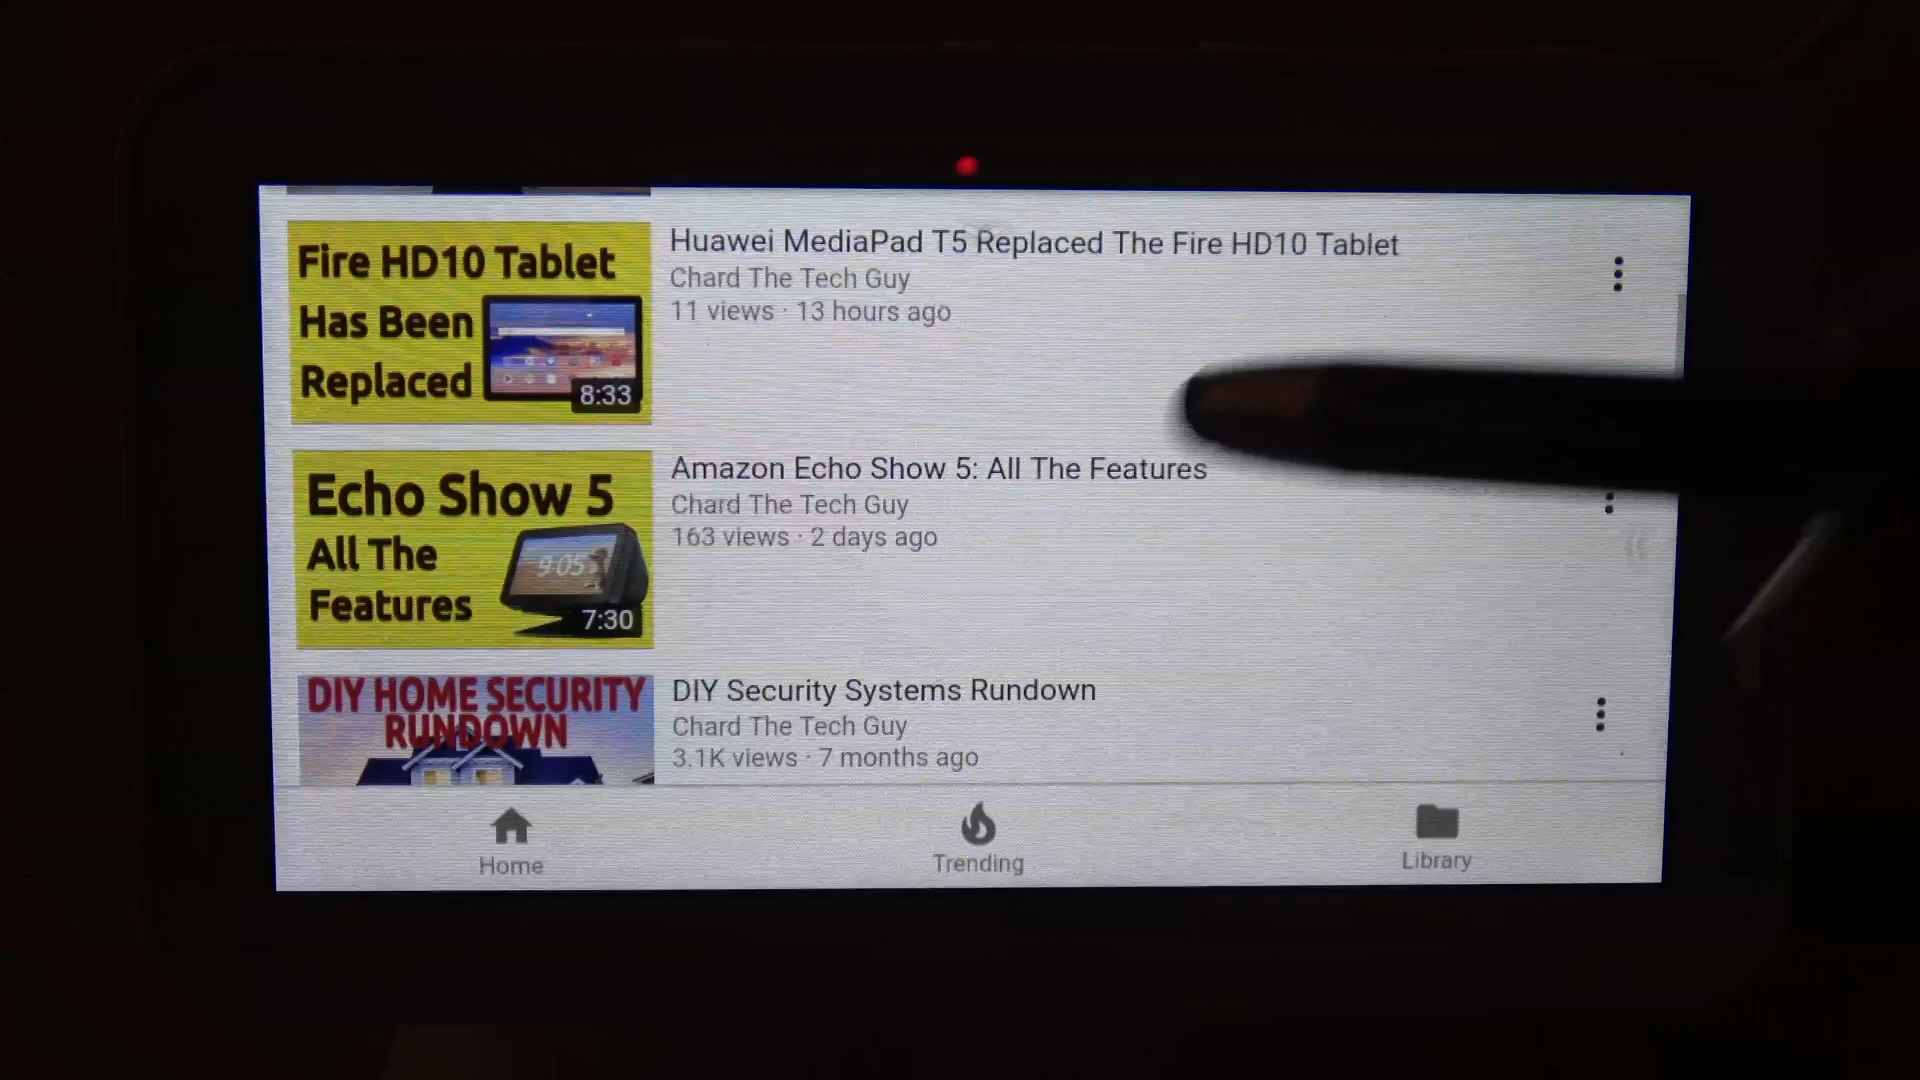 Fire HD10 Tablet
Has Been
Replaced
8:33
Huawei MediaPad T5 Replaced The Fire HD10 Tablet
Chard The Tech Guy
11 views · 13 hours ago
Echo Show 5
All The
Features
9:05
7:30
Amazon Echo Show 5: All The Features
Chard The Tech Guy
163 views · 2 days ago
DIY HOME SECURITY
RUNDOWN
DIY Security Systems Rundown
Chard The Tech Guy
3.1K views · 7 months ago
Home
Trending
Library